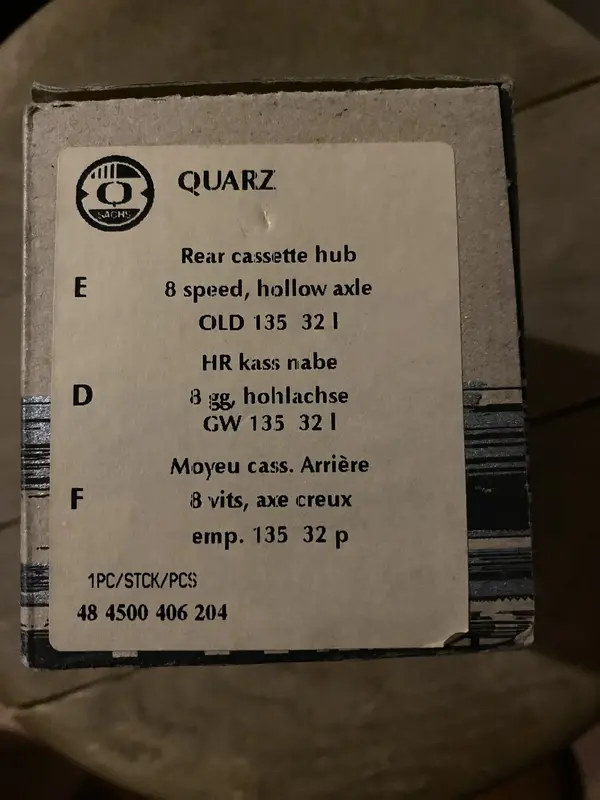 Q
SACHS
QUARZ
Rear cassette hub
E
8 speed, hollow axle
OLD 135 32 l
HR kass nabe
D
8 gg, hohlachse
GW 135 32 l
Moyeu cass. Arrière
F
8 vits, axe creux
emp. 135 32 p
1PC/STCK/PCS
48 4500 406 204